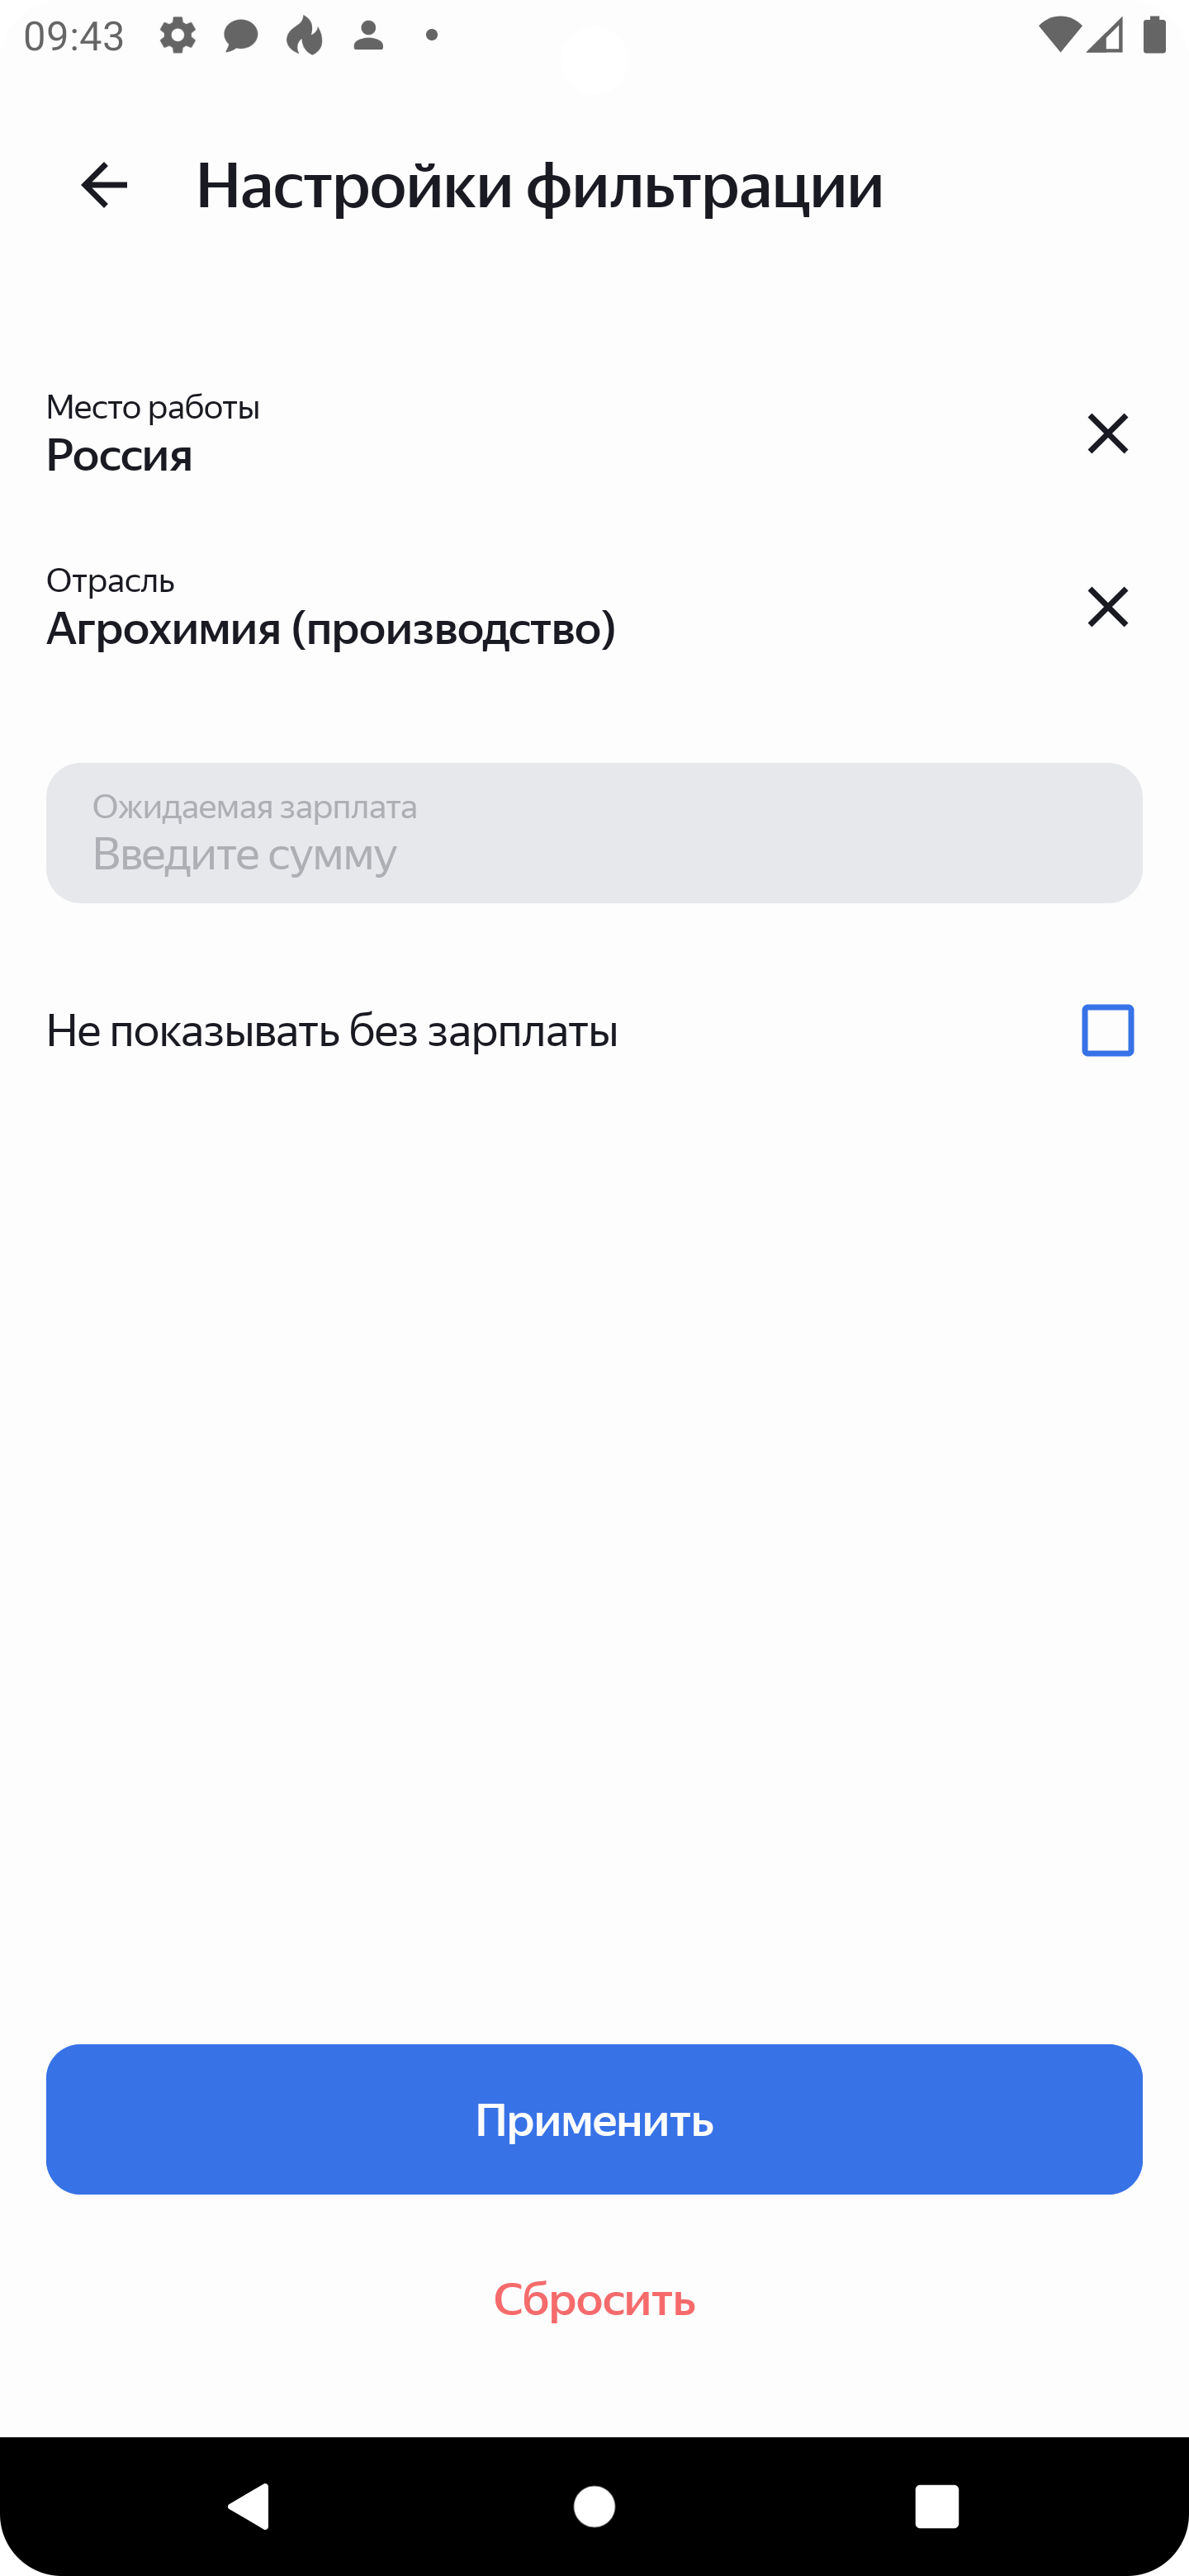 09:43
Настройки фильтрации
Место работы
Россия
Отрасль
Агрохимия (производство)
Ожидаемая зарплата
Введите сумму
Не показывать без зарплаты
Применить
Сбросить